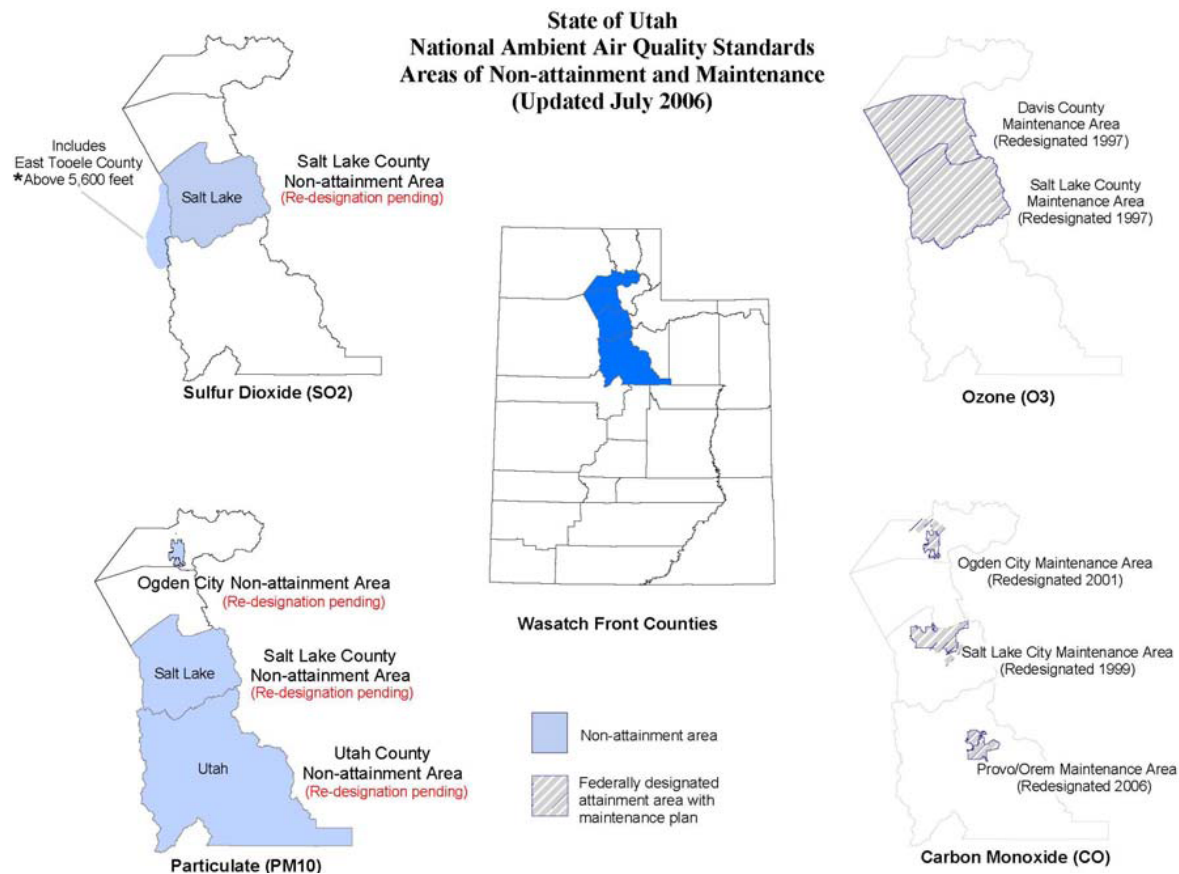 State of Utah
National Ambient Air Quality Standards
Areas of Non-attainment and Maintenance
(Updated July 2006)
Includes
East Tooele County
*Above 5,600 feet
Salt Lake
Salt Lake County
Non-attainment Area
(Re-designation pending)
Sulfur Dioxide (SO2)
Davis County
Maintenance Area
(Redesignated 1997)
Salt Lake County
Maintenance Area
(Redesignated 1997)
Ozone (O3)
Wasatch Front Counties
Ogden City Non-attainment Area
(Re-designation pending)
Salt Lake
Salt Lake County
Non-attainment Area
(Re-designation pending)
Utah
Utah County
Non-attainment Area
(Re-designation pending)
Particulate (PM10)
Non-attainment area
Federally designated
attainment area with
maintenance plan
Ogden City Maintenance Area
(Redesignated 2001)
Salt Lake City Maintenance Area
(Redesignated 1999)
Provo/Orem Maintenance Area
(Redesignated 2006)
Carbon Monoxide (CO)